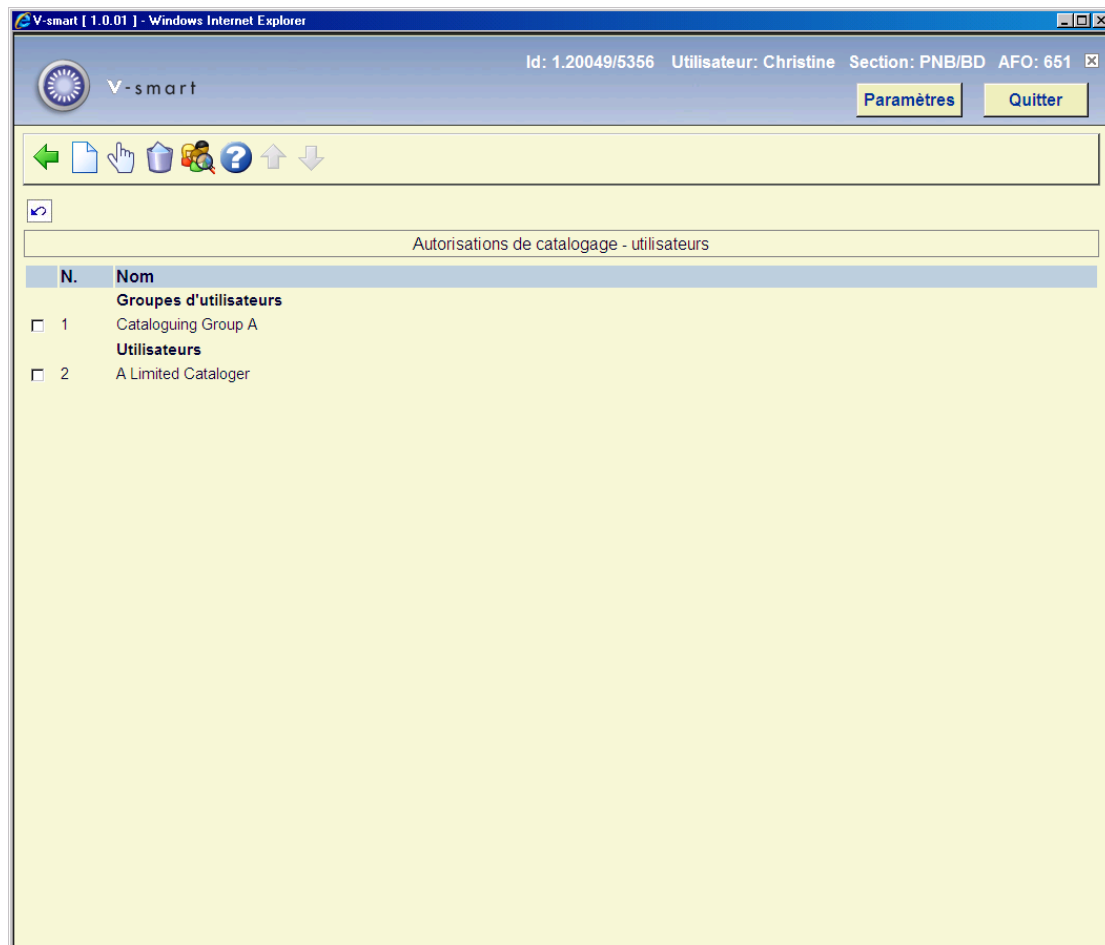 V-smart [ 1.0.01 ] - Windows Internet Explorer
Id: 1.20049/5356 Utilisateur: Christine Section: PNB/BD AFO: 651
V-smart
Paramètres Quitter
Autorisations de catalogage - utilisateurs
N. Nom
Groupes d'utilisateurs
1 Cataloguing Group A
Utilisateurs
2 A Limited Cataloger